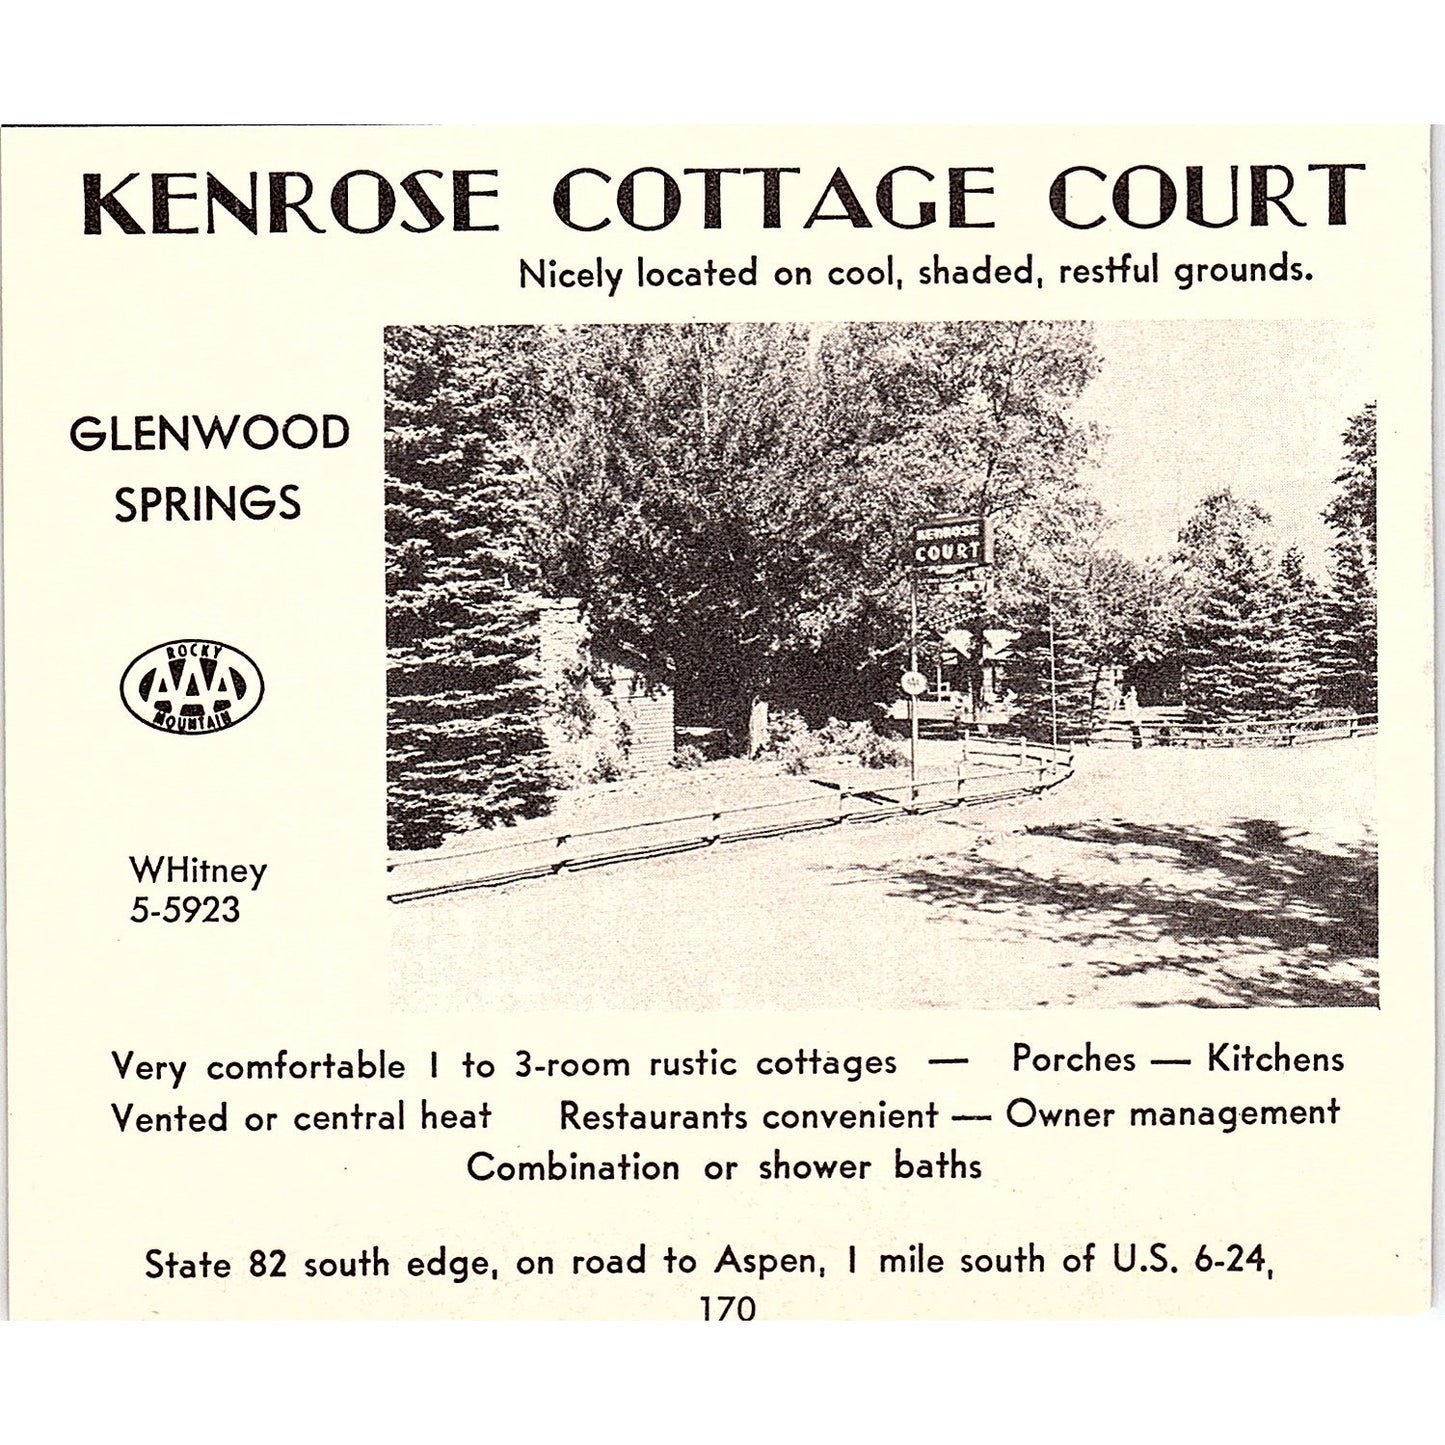 KENROSE COTTAGE COURT
Nicely located on cool, shaded, restful grounds.
GLENWOOD
SPRINGS
KENROSE
COURT
AAA
ROCKY
AAA
MOUNTAIN
WHitney
5-5923
Very comfortable 1 to 3-room rustic cottages — Porches — Kitchens
Vented or central heat Restaurants convenient — Owner management
Combination or shower baths
State 82 south edge, on road to Aspen, 1 mile south of U.S. 6-24,
170